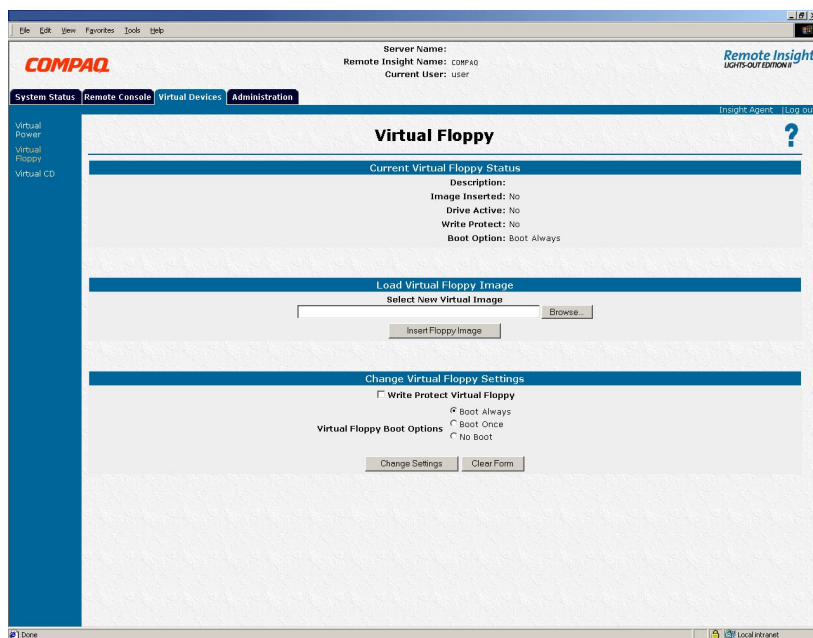 File Edit View Favorites Tools Help
Server Name:
Remote Insight Name: COMPAQ
Current User: user
COMPAQ
Remote Insight
LIGHTS-OUT EDITION II
System Status Remote Console Virtual Devices Administration
Insight Agent | Log ou
Virtual
Power
Virtual
Floppy
Virtual CD
Virtual Floppy
?
Current Virtual Floppy Status
Description:
Image Inserted: No
Drive Active: No
Write Protect: No
Boot Option: Boot Always
Load Virtual Floppy Image
Select New Virtual Image
Browse...
Insert Floppy Image
Change Virtual Floppy Settings
Write Protect Virtual Floppy
Virtual Floppy Boot Options
Boot Always
Boot Once
No Boot
Change Settings Clear Form
Done
Local intranet